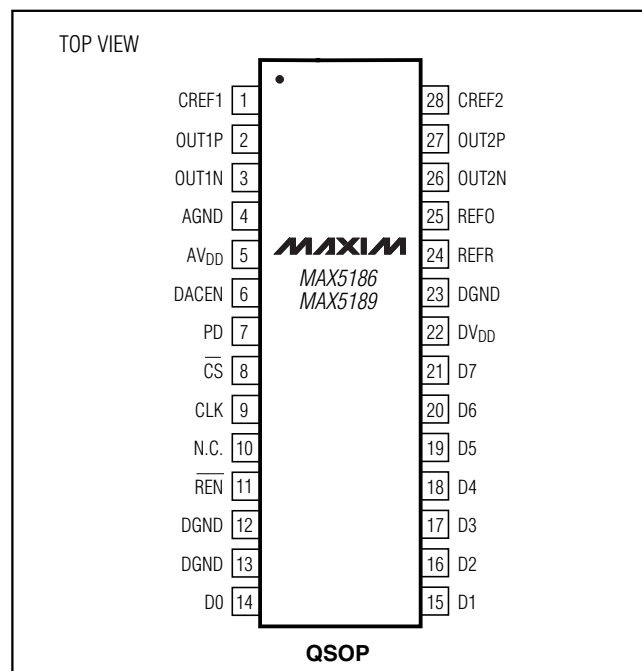 TOP VIEW
CREF1 1 28 CREF2
OUT1P 2 27 OUT2P
OUT1N 3 26 OUT2N
AGND 4 25 REFO
AVDD 5 MAXIM 24 REFR
DACEN 6 MAX5186 23 DGND
MAX5189
PD 7 22 DVDD
CS 8 21 D7
CLK 9 20 D6
N.C. 10 19 D5
REN 11 18 D4
DGND 12 17 D3
DGND 13 16 D2
D0 14 15 D1
QSOP